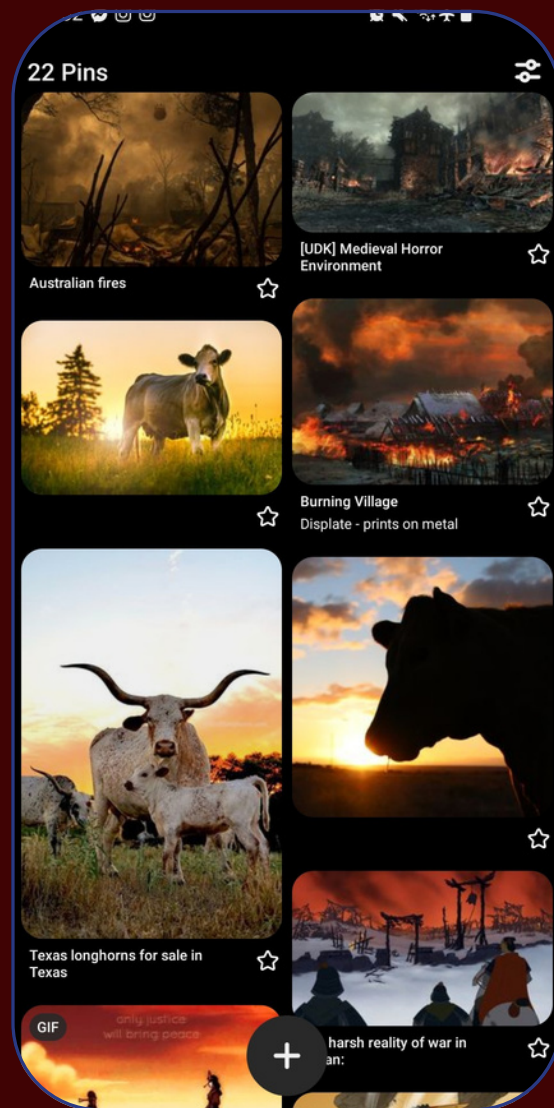 22 Pins
Australian fires
[UDK] Medieval Horror
Environment
Burning Village
Displate - prints on metal
Texas longhorns for sale in
Texas
GIF
only justice
will bring peace
harsh reality of war in